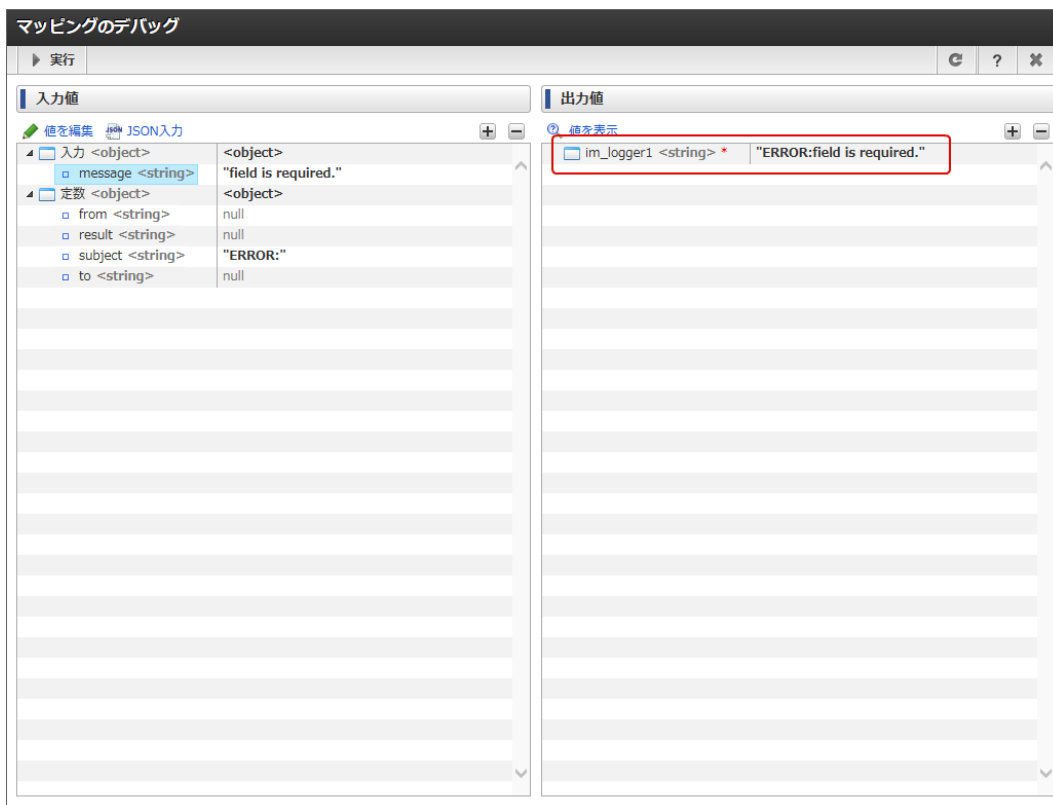 マッピングのデバッグ
実行 ?
入力値
値を編集 JSON JSON入力
入力 <object> <object>
message <string> "field is required."
定数 <object> <object>
from <string> null
result <string> null
subject <string> "ERROR:"
to <string> null
出力値
値を表示
im_logger1 <string> * "ERROR:field is required."